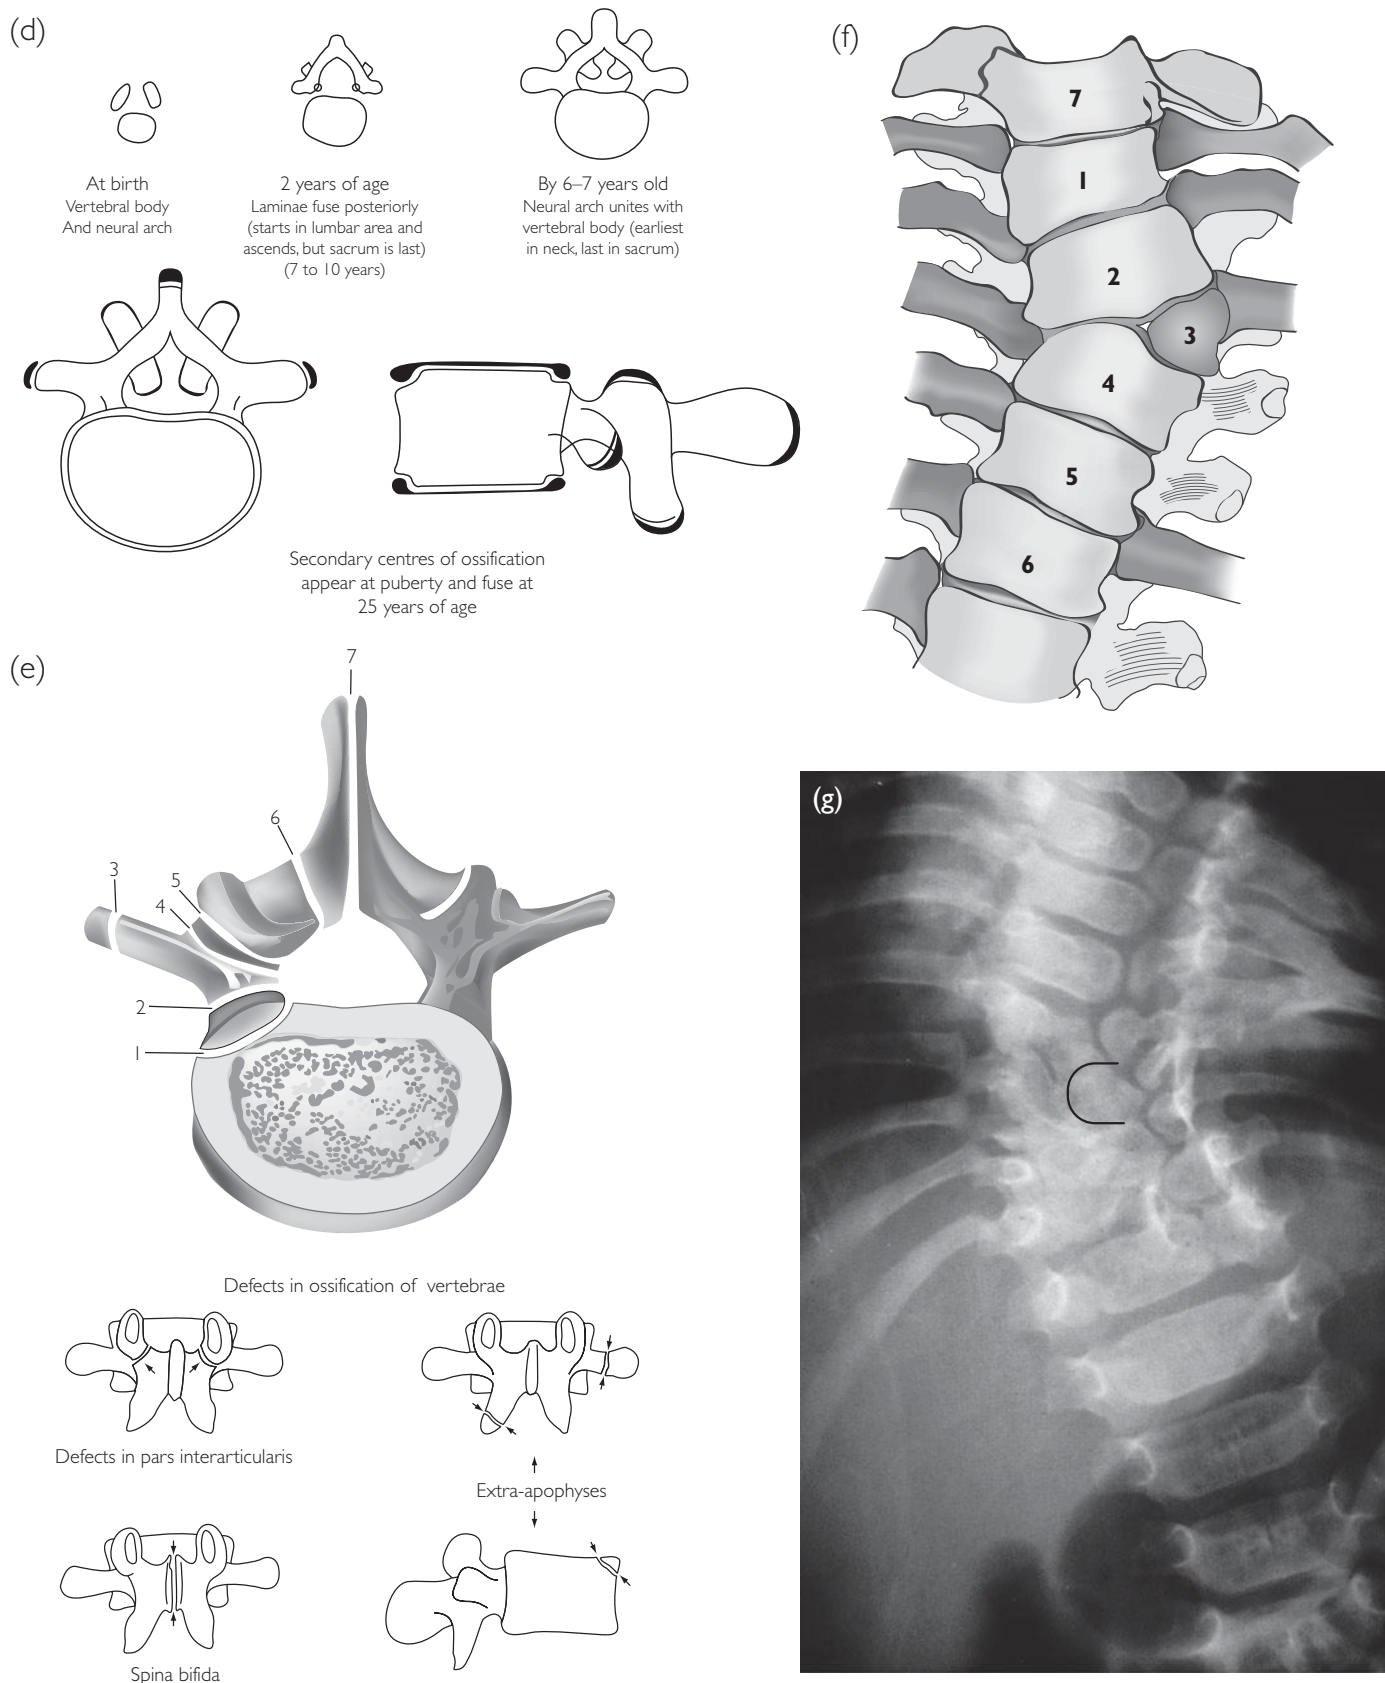 (d)
At birth
Vertebral body
And neural arch
2 years of age
Laminae fuse posteriorly
(starts in lumbar area and
ascends, but sacrum is last)
(7 to 10 years)
By 6–7 years old
Neural arch unites with
vertebral body (earliest
in neck, last in sacrum)
Secondary centres of ossification
appear at puberty and fuse at
25 years of age
(e)
7
6
3
5
4
2
1
Defects in ossification of vertebrae
Defects in pars interarticularis
Extra-apophyses
Spina bifida
(f)
7
1
2
3
4
5
6
(g)